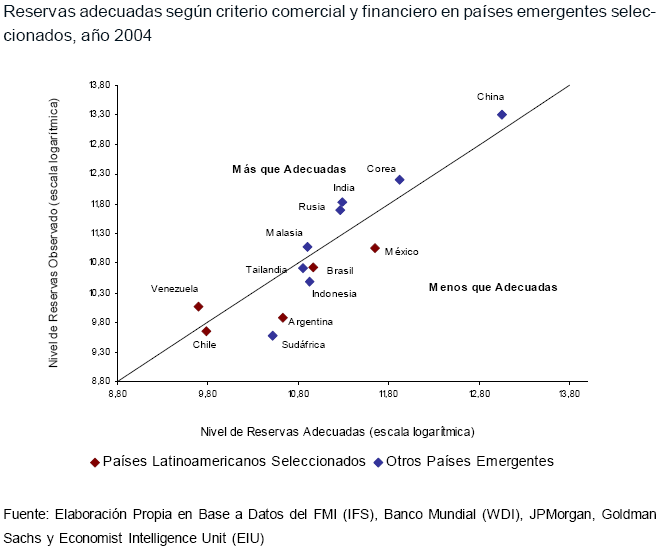 Reservas adecuadas según criterio comercial y financiero en países emergentes selec-
cionados, año 2004
Nivel de Reservas Observado (escala logarítmica)
13,80
13,30
12,80
12,30
11,80
11,30
10,80
10,30
9,80
9,30
8,80
China
Más que Adecuadas
Corea
India
Rusia
Malasia
México
Tailandia
Brasil
Venezuela
Indonesia
Menos que Adecuadas
Argentina
Chile
Sudáfrica
8,80
9,80
10,80
11,80
12,80
13,80
Nivel de Reservas Adecuadas (escala logarítmica)
Países Latinoamericanos Seleccionados
Otros Países Emergentes
Fuente: Elaboración Propia en Base a Datos del FMI (IFS), Banco Mundial (WDI), JPMorgan, Goldman
Sachs y Economist Intelligence Unit (EIU)